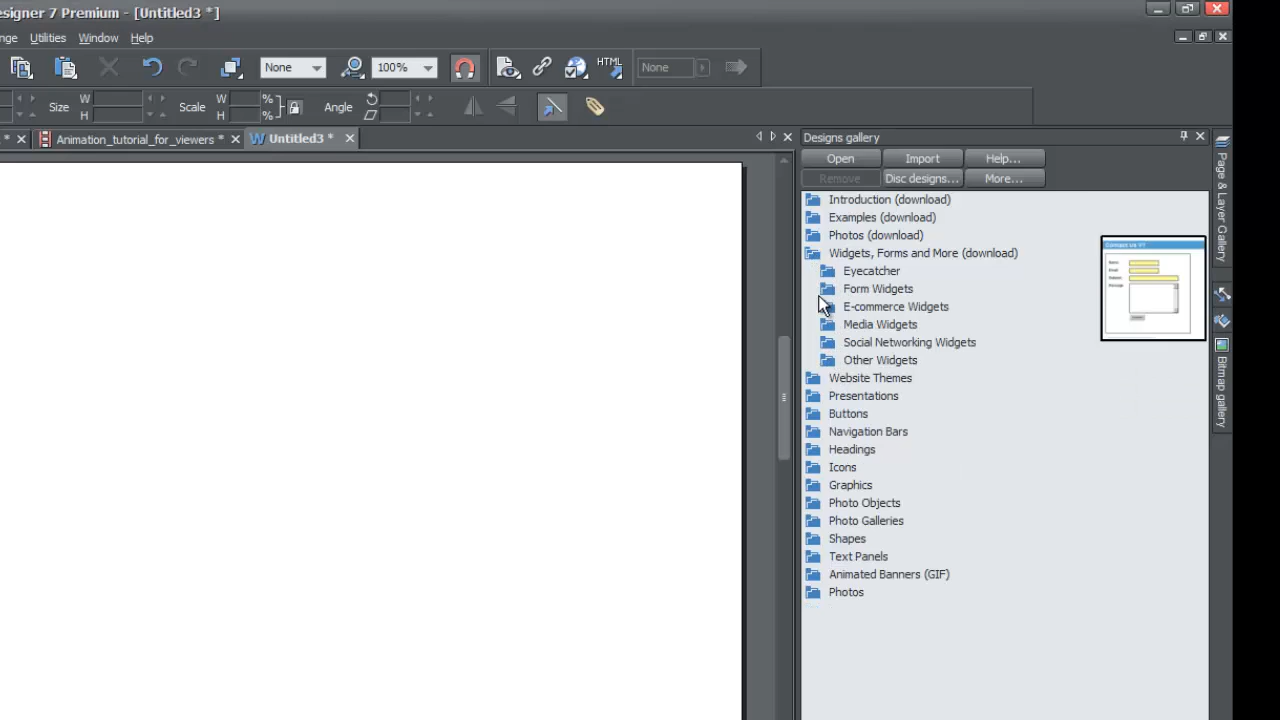 esigner 7 Premium - [Untitled3 *]
nge Utilities Window Help
None 100% HTML None
Size W H Scale W H % % Angle
* Animation_tutorial_for_viewers * W Untitled3 *
Designs gallery
Open Import Help...
Remove Disc designs... More...
Introduction (download)
Examples (download)
Photos (download)
Widgets, Forms and More (download)
Eyecatcher
Form Widgets
E-commerce Widgets
Media Widgets
Social Networking Widgets
Other Widgets
Website Themes
Presentations
Buttons
Navigation Bars
Headings
Icons
Graphics
Photo Objects
Photo Galleries
Shapes
Text Panels
Animated Banners (GIF)
Photos
Page & Layer Gallery
Bitmap gallery